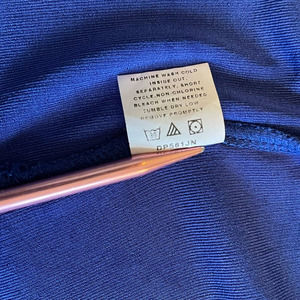 MACHINE WASH COLD
INSIDE OUT,
SEPARATELY, SHORT
CYCLE,NON-CHLORINE
BLEACH WHEN NEEDED
TUMBLE DRY LOW
REMOVE PROMPTLY
DP561JN